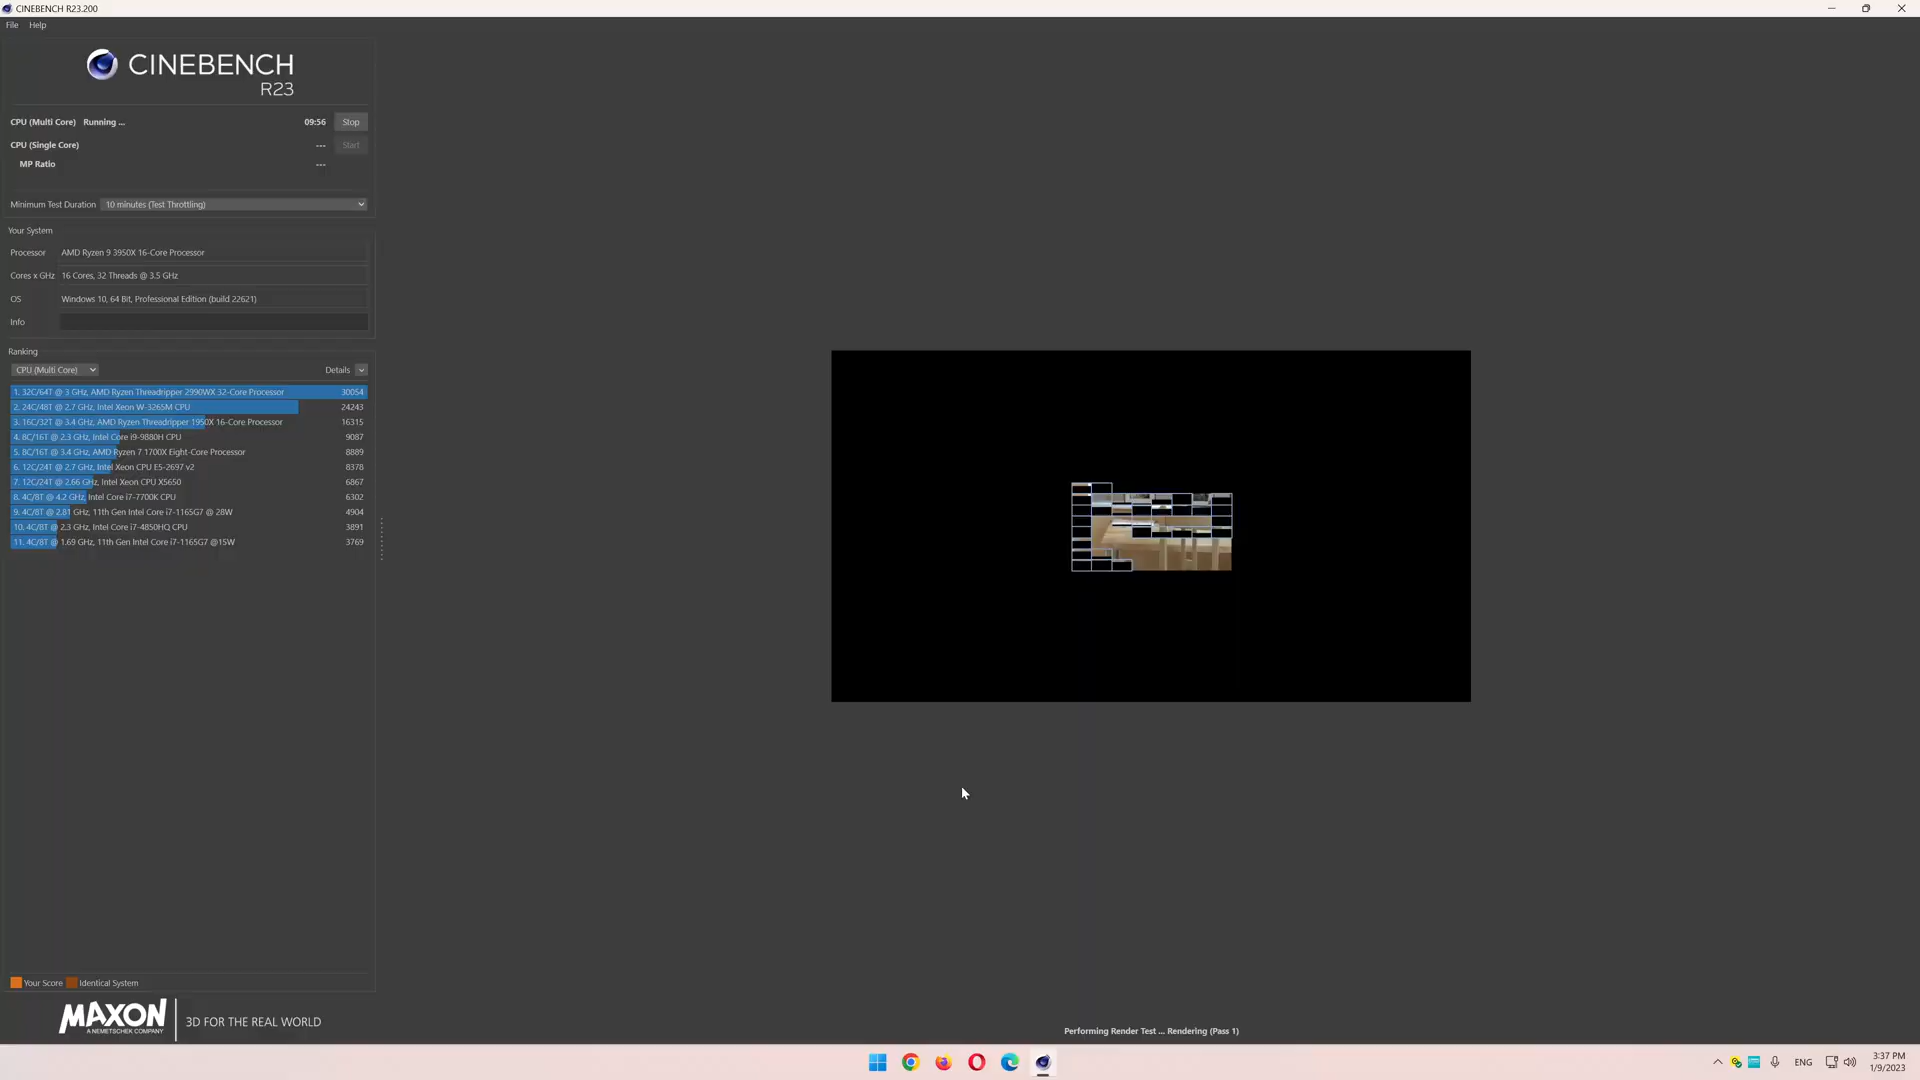 CINEBENCH R23.200
File Help
CINEBENCH
R23
CPU (Multi Core) Running ... 09:56 Stop
CPU (Single Core) --- Start
MP Ratio ---
Minimum Test Duration 10 minutes (Test Throttling)
Your System
Processor AMD Ryzen 9 3950X 16-Core Processor
Cores x GHz 16 Cores, 32 Threads @ 3.5 GHz
OS Windows 10, 64 Bit, Professional Edition (build 22621)
Info
Ranking
CPU (Multi Core) Details
1. 32C/64T @ 3 GHz, AMD Ryzen Threadripper 2990WX 32-Core Processor 30054
2. 24C/48T @ 2.7 GHz, Intel Xeon W-3265M CPU 24243
3. 16C/32T @ 3.4 GHz, AMD Ryzen Threadripper 1950X 16-Core Processor 16315
4. 8C/16T @ 2.3 GHz, Intel Core i9-9880H CPU 9087
5. 8C/16T @ 3.4 GHz, AMD Ryzen 7 1700X Eight-Core Processor 8889
6. 12C/24T @ 2.7 GHz, Intel Xeon CPU E5-2697 v2 8378
7. 12C/24T @ 2.66 GHz, Intel Xeon CPU X5650 6867
8. 4C/8T @ 4.2 GHz, Intel Core i7-7700K CPU 6302
9. 4C/8T @ 2.81 GHz, 11th Gen Intel Core i7-1165G7 @ 28W 4904
10. 4C/8T @ 2.3 GHz, Intel Core i7-4850HQ CPU 3891
11. 4C/8T @ 1.69 GHz, 11th Gen Intel Core i7-1165G7 @15W 3769
Your Score Identical System
MAXON
A NEMETSCHEK COMPANY
3D FOR THE REAL WORLD
Performing Render Test ... Rendering (Pass 1)
ENG
3:37 PM
1/9/2023